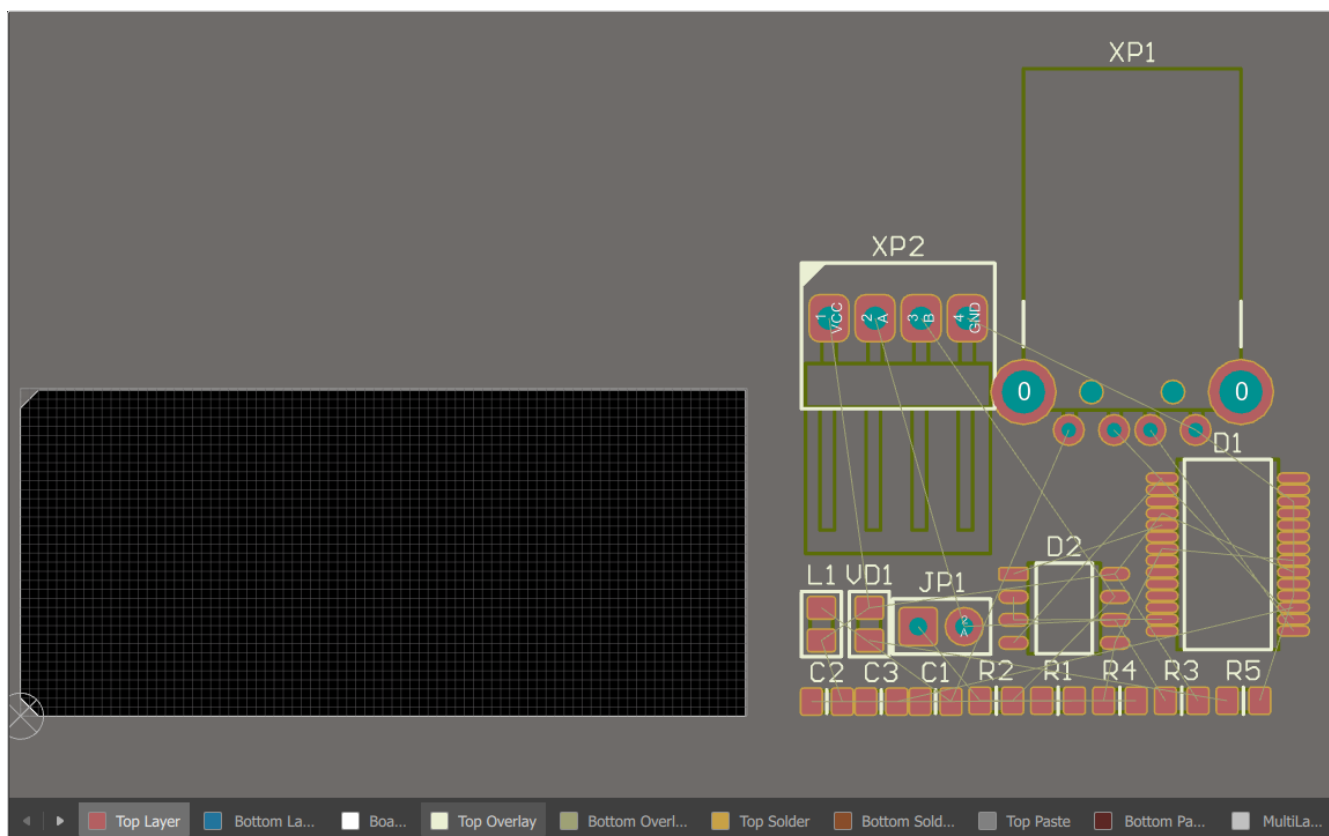 XP1
XP2
1 VCC
2 A
3 B
4 GND
0
0
D1
D2
L1 VD1
JP1
2 A
C2 C3 C1 R2 R1 R4 R3 R5
Top Layer Bottom La... Boa... Top Overlay Bottom Overl... Top Solder Bottom Sold... Top Paste Bottom Pa... MultiLa...